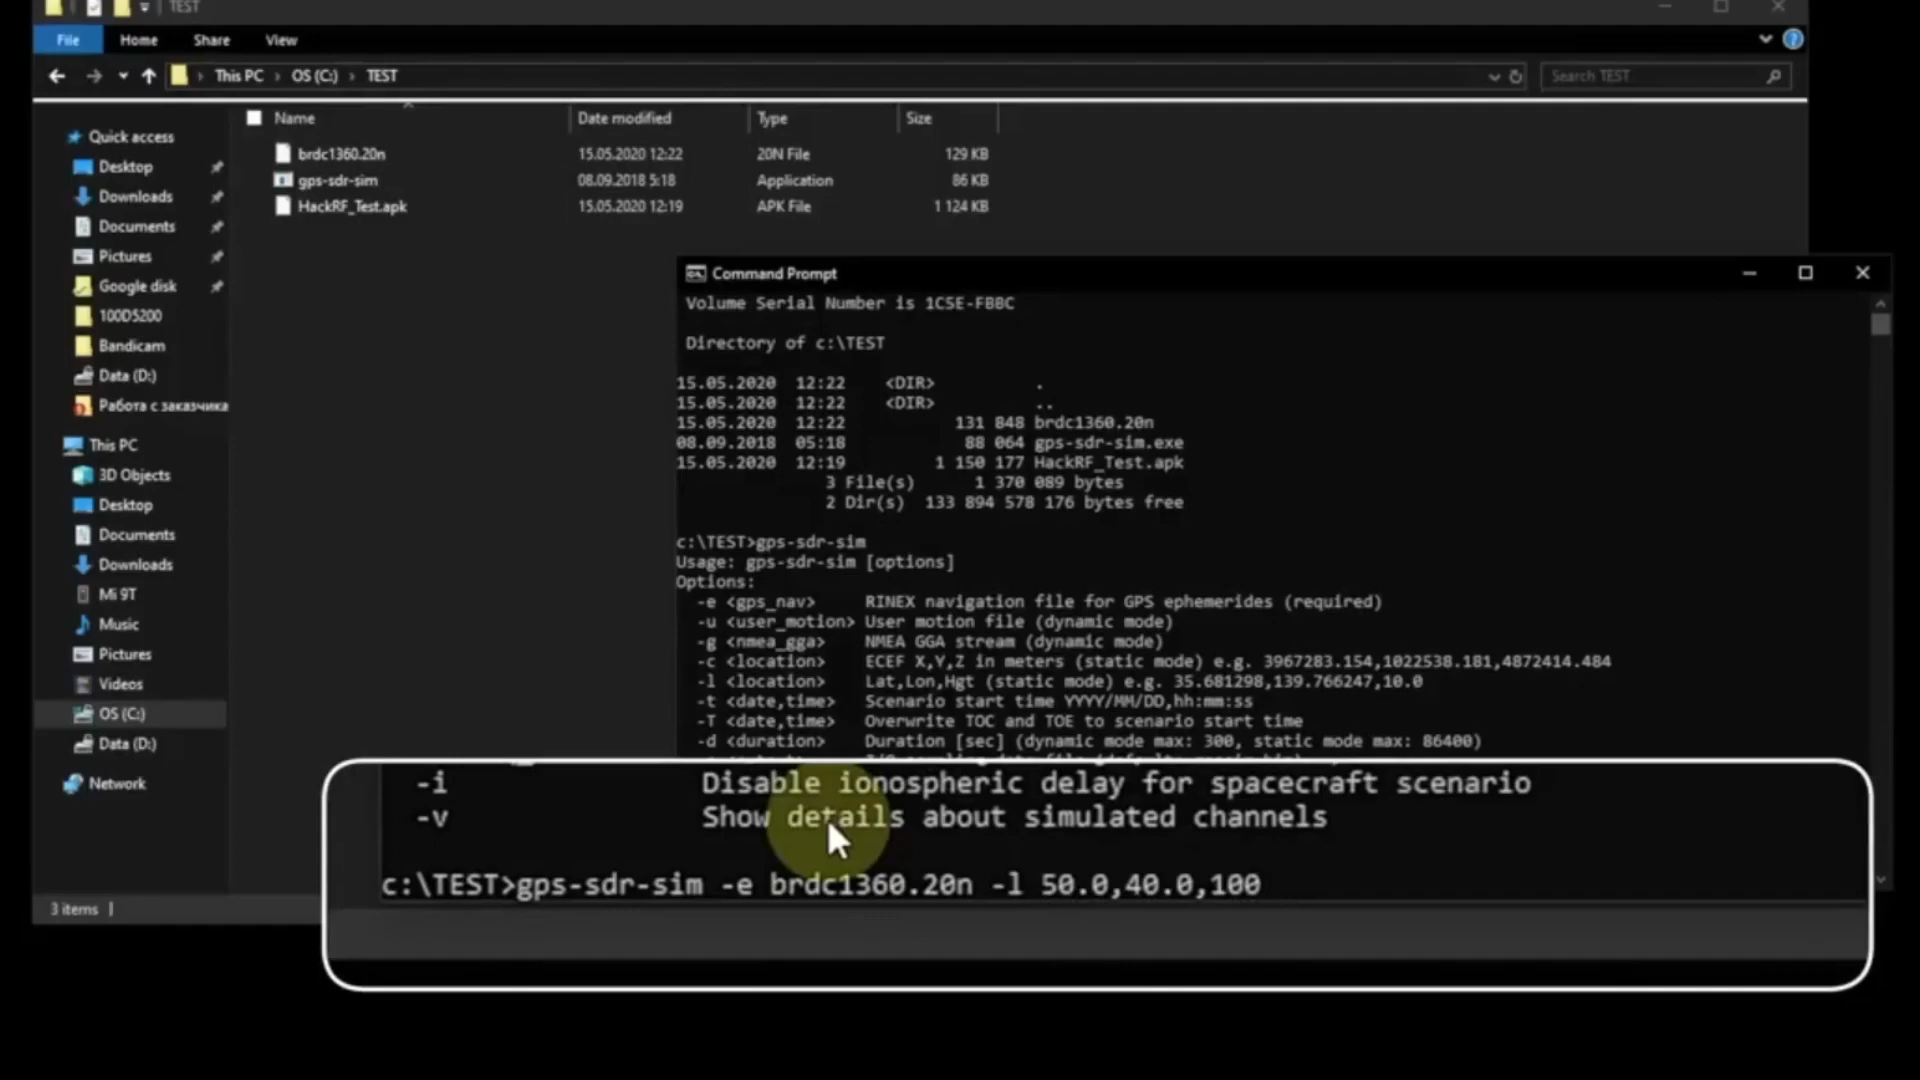 TEST
File Home Share View
This PC › OS (C:) › TEST
Search TEST
Name Date modified Type Size
brdc1360.20n 15.05.2020 12:22 20N File 129 KB
gps-sdr-sim 08.09.2018 5:18 Application 86 KB
HackRF_Test.apk 15.05.2020 12:19 APK File 1 124 KB
Quick access
Desktop
Downloads
Documents
Pictures
Google disk
100D5200
Bandicam
Data (D:)
Работа с заказчика
This PC
3D Objects
Desktop
Documents
Downloads
Mi 9T
Music
Pictures
Videos
OS (C:)
Data (D:)
Network
3 items
Command Prompt
Volume Serial Number is 1C5E-FB8C
Directory of c:\TEST
15.05.2020 12:22 <DIR> .
15.05.2020 12:22 <DIR> ..
15.05.2020 12:22 131 848 brdc1360.20n
08.09.2018 05:18 88 064 gps-sdr-sim.exe
15.05.2020 12:19 1 150 177 HackRF_Test.apk
3 File(s) 1 370 089 bytes
2 Dir(s) 133 894 578 176 bytes free
c:\TEST>gps-sdr-sim
Usage: gps-sdr-sim [options]
Options:
-e <gps_nav> RINEX navigation file for GPS ephemerides (required)
-u <user_motion> User motion file (dynamic mode)
-g <nmea_gga> NMEA GGA stream (dynamic mode)
-c <location> ECEF X,Y,Z in meters (static mode) e.g. 3967283.154,1022538.181,4872414.484
-l <location> Lat,Lon,Hgt (static mode) e.g. 35.681298,139.766247,10.0
-t <date,time> Scenario start time YYYY/MM/DD,hh:mm:ss
-T <date,time> Overwrite TOC and TOE to scenario start time
-d <duration> Duration [sec] (dynamic mode max: 300, static mode max: 86400)
-i Disable ionospheric delay for spacecraft scenario
-v Show details about simulated channels
c:\TEST>gps-sdr-sim -e brdc1360.20n -l 50.0,40.0,100